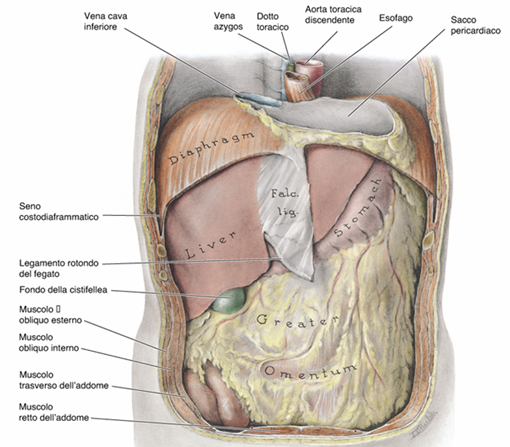 Vena cava
inferiore
Vena
azygos
Dotto
toracico
Aorta toracica
discendente
Esofago
Sacco
pericardiaco
Diaphragm
Falc.
lig.
Stomach
Liver
Seno
costodiaframmatico
Legamento rotondo
del fegato
Fondo della cistifellea
Greater
Muscolo ▯
obliquo esterno
Muscolo
obliquo interno
Omentum
Muscolo
trasverso dell'addome
Muscolo
retto dell'addome